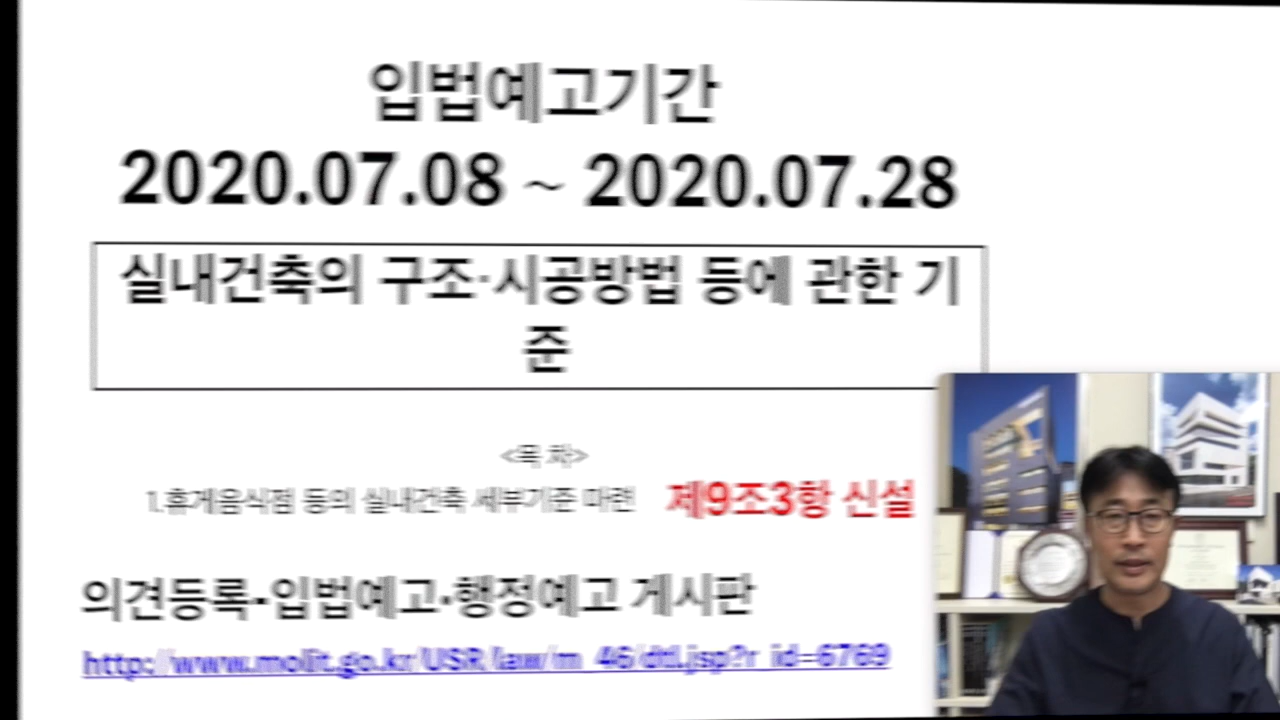 입법예고기간
2020.07.08 ~ 2020.07.28
실내건축의 구조·시공방법 등에 관한 기
준
<목 차>
1.휴게음식점 등의 실내건축 세부기준 마련 제9조3항 신설
의견등록-입법예고·행정예고 게시판
http://www.molit.go.kr/USR/law/m_46/dtl.jsp?r_id=6769